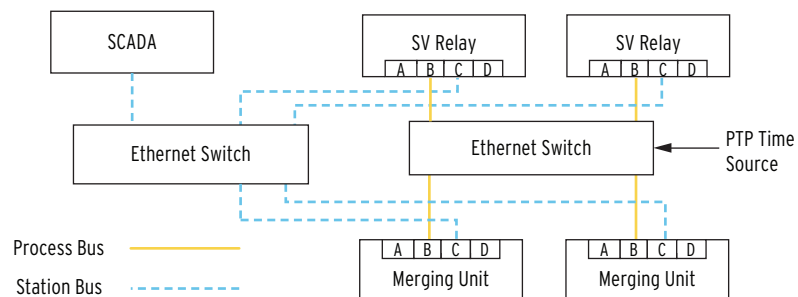 SCADA
SV Relay
A B C D
SV Relay
A B C D
Ethernet Switch
Ethernet Switch
PTP Time
Source
Process Bus
Station Bus
A B C D
Merging Unit
A B C D
Merging Unit